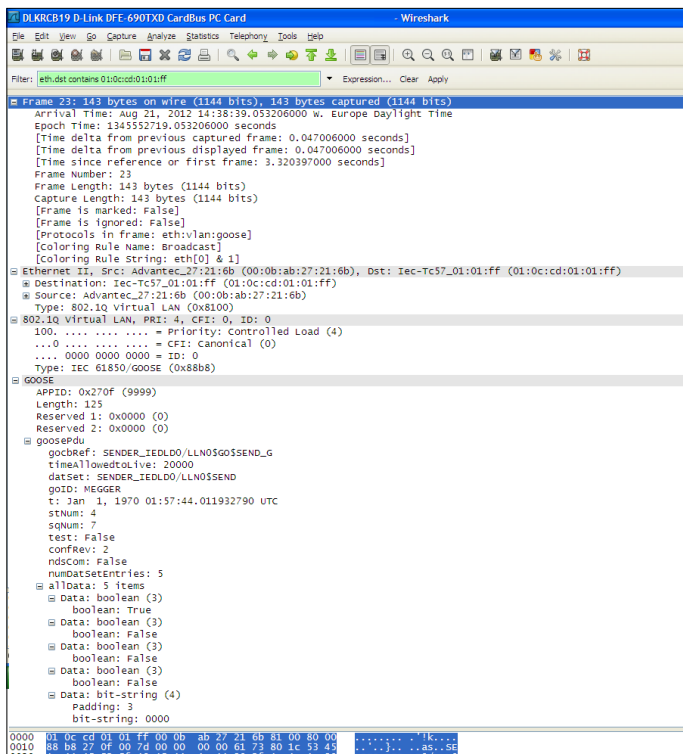 DLKRCB19 D-Link DFE-690TXD CardBus PC Card - Wireshark
File Edit View Go Capture Analyze Statistics Telephony Tools Help
Filter: eth.dst contains 01:0c:cd:01:01:ff Expression... Clear Apply
Frame 23: 143 bytes on wire (1144 bits), 143 bytes captured (1144 bits)
Arrival Time: Aug 21, 2012 14:38:39.053206000 W. Europe Daylight Time
Epoch Time: 1345552719.053206000 seconds
[Time delta from previous captured frame: 0.047006000 seconds]
[Time delta from previous displayed frame: 0.047006000 seconds]
[Time since reference or first frame: 3.320397000 seconds]
Frame Number: 23
Frame Length: 143 bytes (1144 bits)
Capture Length: 143 bytes (1144 bits)
[Frame is marked: False]
[Frame is ignored: False]
[Protocols in frame: eth:vlan:goose]
[Coloring Rule Name: Broadcast]
[Coloring Rule String: eth[0] & 1]
Ethernet II, Src: Advantec_27:21:6b (00:0b:ab:27:21:6b), Dst: Iec-Tc57_01:01:ff (01:0c:cd:01:01:ff)
Destination: Iec-Tc57_01:01:ff (01:0c:cd:01:01:ff)
Source: Advantec_27:21:6b (00:0b:ab:27:21:6b)
Type: 802.1Q Virtual LAN (0x8100)
802.1Q Virtual LAN, PRI: 4, CFI: 0, ID: 0
100. .... .... .... = Priority: Controlled Load (4)
...0 .... .... .... = CFI: Canonical (0)
.... 0000 0000 0000 = ID: 0
Type: IEC 61850/GOOSE (0x88b8)
GOOSE
APPID: 0x270f (9999)
Length: 125
Reserved 1: 0x0000 (0)
Reserved 2: 0x0000 (0)
goosePdu
gocbRef: SENDER_IEDLD0/LLN0$GO$SEND_G
timeAllowedtoLive: 20000
datSet: SENDER_IEDLD0/LLN0$SEND
goID: MEGGER
t: Jan 1, 1970 01:57:44.011932790 UTC
stNum: 4
sqNum: 7
test: False
confRev: 2
ndsCom: False
numDatSetEntries: 5
allData: 5 items
Data: boolean (3)
boolean: True
Data: boolean (3)
boolean: False
Data: boolean (3)
boolean: False
Data: boolean (3)
boolean: False
Data: bit-string (4)
Padding: 3
bit-string: 0000
0000 01 0c cd 01 01 ff 00 0b ab 27 21 6b 81 00 80 00 ........ .'!k....
0010 88 b8 27 0f 00 7d 00 00 00 00 61 73 80 1c 53 45 ..'..}.. ..as..SE